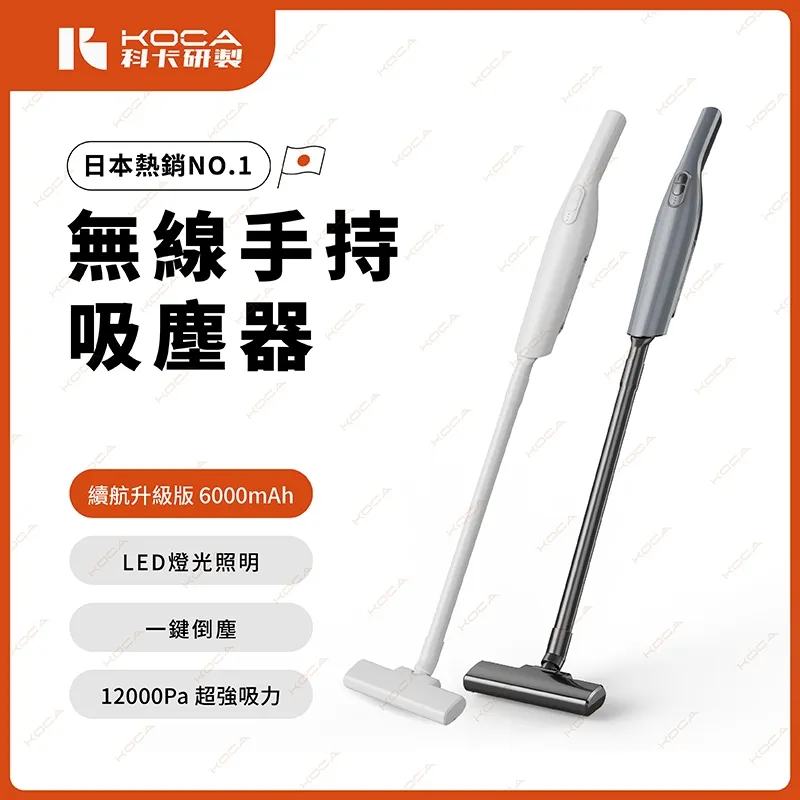 KOCA
科卡研製
日本熱銷NO.1
無線手持
吸塵器
續航升級版 6000mAh
LED燈光照明
一鍵倒塵
12000Pa 超強吸力